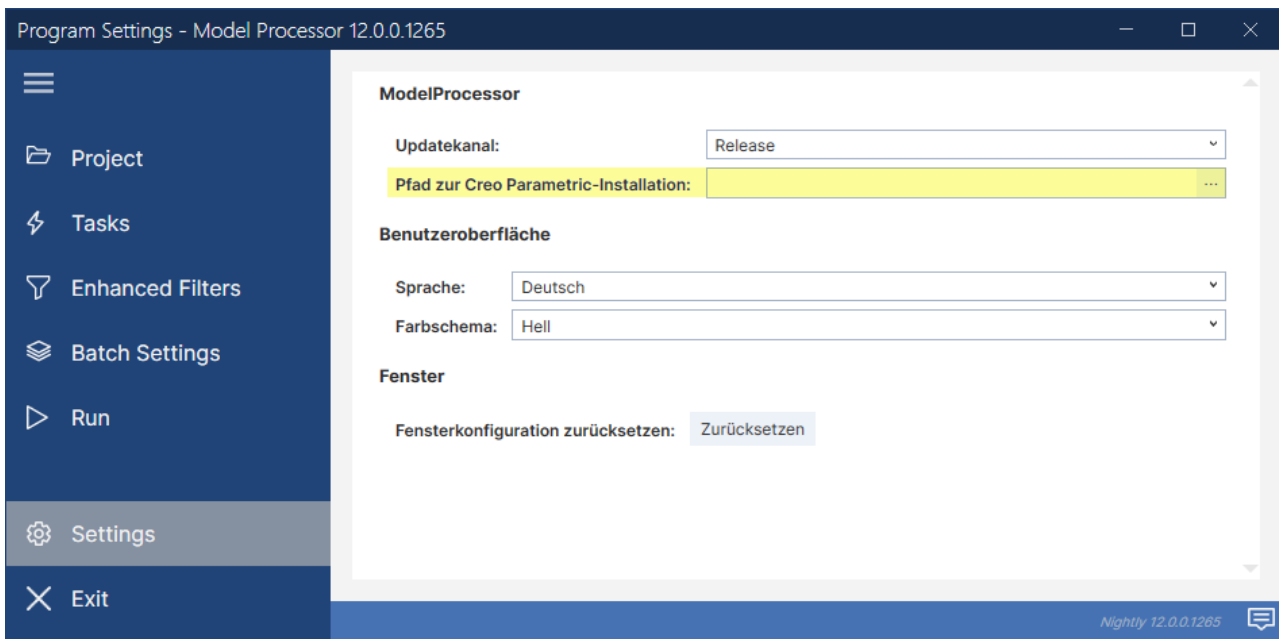 Program Settings - Model Processor 12.0.0.1265
Project
Tasks
Enhanced Filters
Batch Settings
Run
Settings
Exit
ModelProcessor
Updatekanal: Release
Pfad zur Creo Parametric-Installation: ...
Benutzeroberfläche
Sprache: Deutsch
Farbschema: Hell
Fenster
Fensterkonfiguration zurücksetzen: Zurücksetzen
Nightly 12.0.0.1265